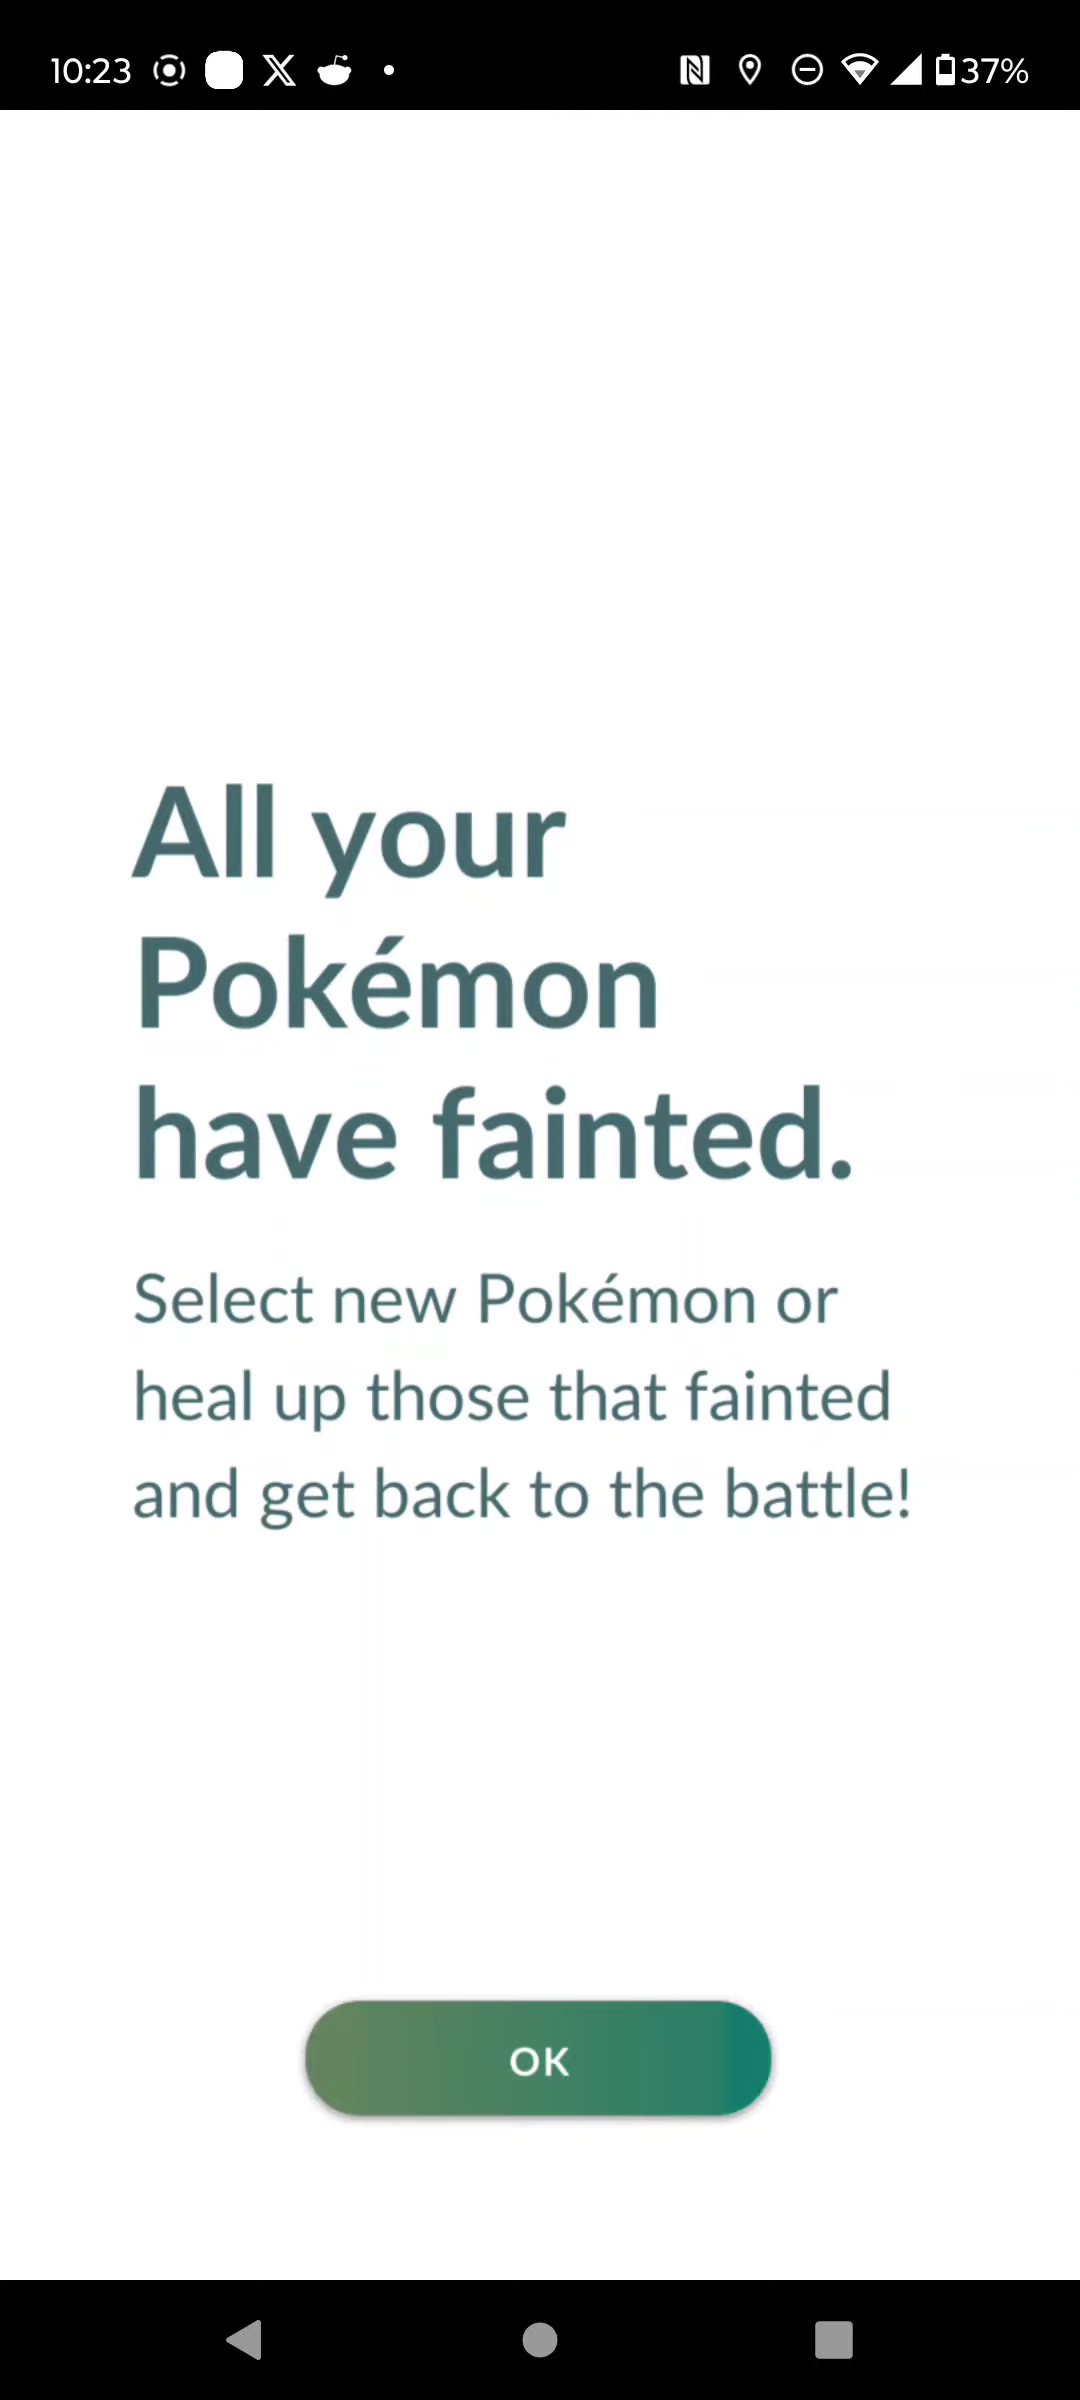 10:23 37%
All your
Pokémon
have fainted.
Select new Pokémon or
heal up those that fainted
and get back to the battle!
OK